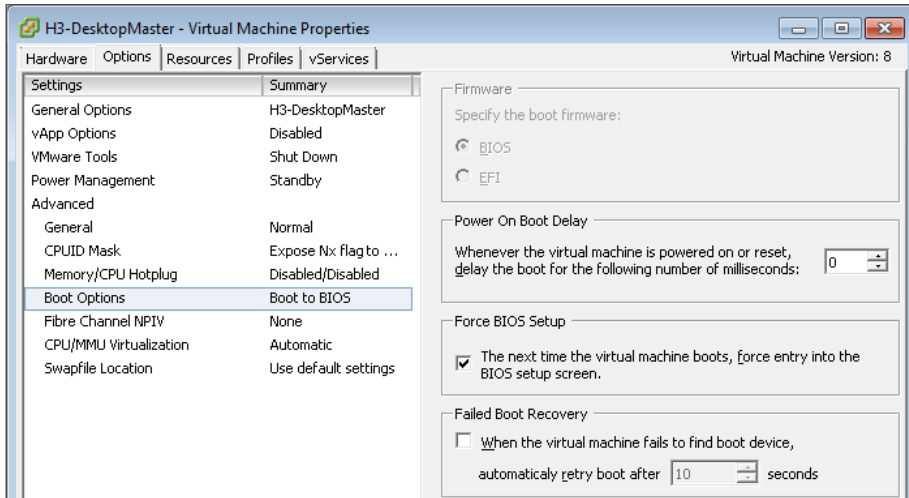 H3-DesktopMaster - Virtual Machine Properties
Hardware Options Resources Profiles vServices Virtual Machine Version: 8
Settings Summary
General Options H3-DesktopMaster
vApp Options Disabled
VMware Tools Shut Down
Power Management Standby
Advanced
General Normal
CPUID Mask Expose Nx flag to ...
Memory/CPU Hotplug Disabled/Disabled
Boot Options Boot to BIOS
Fibre Channel NPIV None
CPU/MMU Virtualization Automatic
Swapfile Location Use default settings
Firmware
Specify the boot firmware:
BIOS
EFI
Power On Boot Delay
Whenever the virtual machine is powered on or reset,
delay the boot for the following number of milliseconds: 0
Force BIOS Setup
The next time the virtual machine boots, force entry into the
BIOS setup screen.
Failed Boot Recovery
When the virtual machine fails to find boot device,
automaticaly retry boot after 10 seconds